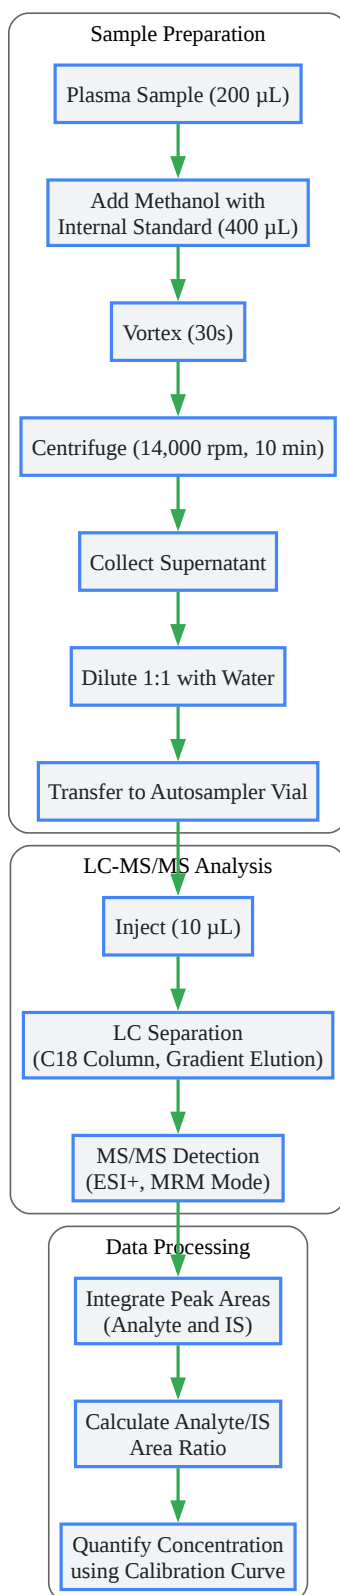 Sample Preparation
Plasma Sample (200 µL)
Add Methanol with
Internal Standard (400 µL)
Vortex (30s)
Centrifuge (14,000 rpm, 10 min)
Collect Supernatant
Dilute 1:1 with Water
Transfer to Autosampler Vial
LC-MS/MS Analysis
Inject (10 µL)
LC Separation
(C18 Column, Gradient Elution)
MS/MS Detection
(ESI+, MRM Mode)
Data Processing
Integrate Peak Areas
(Analyte and IS)
Calculate Analyte/IS
Area Ratio
Quantify Concentration
using Calibration Curve